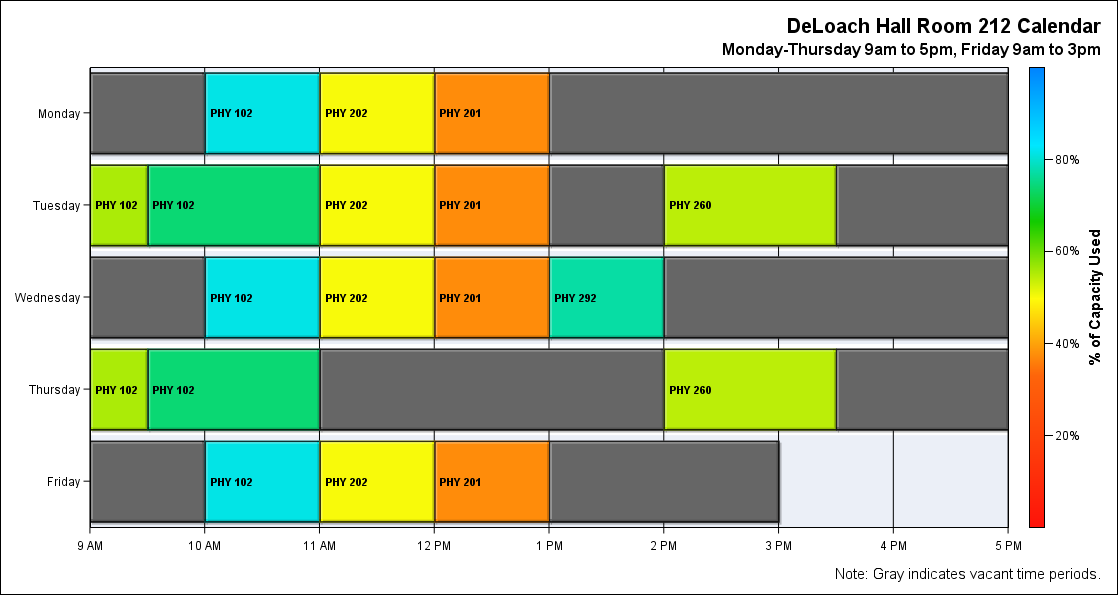 DeLoach Hall Room 212 Calendar
Monday-Thursday 9am to 5pm, Friday 9am to 3pm
Monday
PHY 102
PHY 202
PHY 201
Tuesday
PHY 102
PHY 102
PHY 202
PHY 201
PHY 260
Wednesday
PHY 102
PHY 202
PHY 201
PHY 292
Thursday
PHY 102
PHY 102
PHY 260
Friday
PHY 102
PHY 202
PHY 201
9 AM
10 AM
11 AM
12 PM
1 PM
2 PM
3 PM
4 PM
5 PM
80%
60%
40%
20%
% of Capacity Used
Note: Gray indicates vacant time periods.